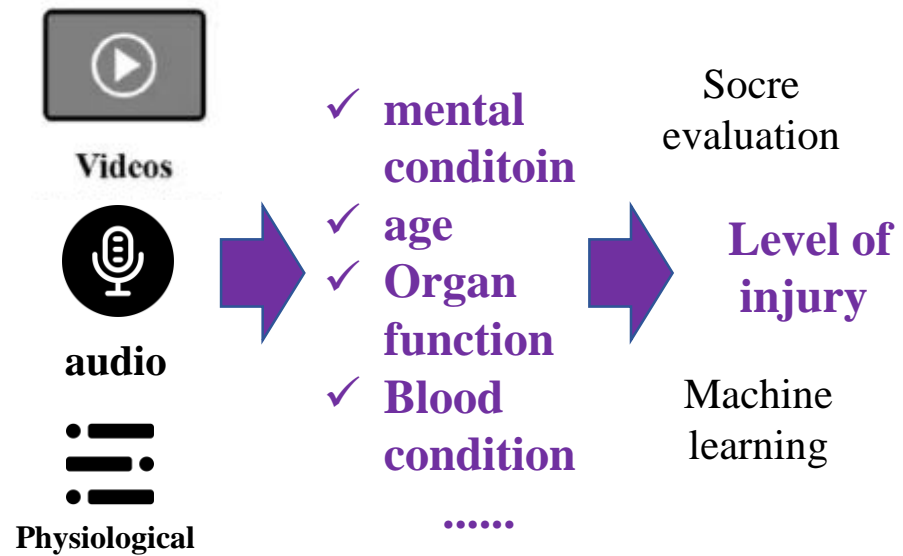 Videos
audio
Physiological
✓ mental
conditoin
✓ age
✓ Organ
function
✓ Blood
condition
......
Socre
evaluation
Level of
injury
Machine
learning